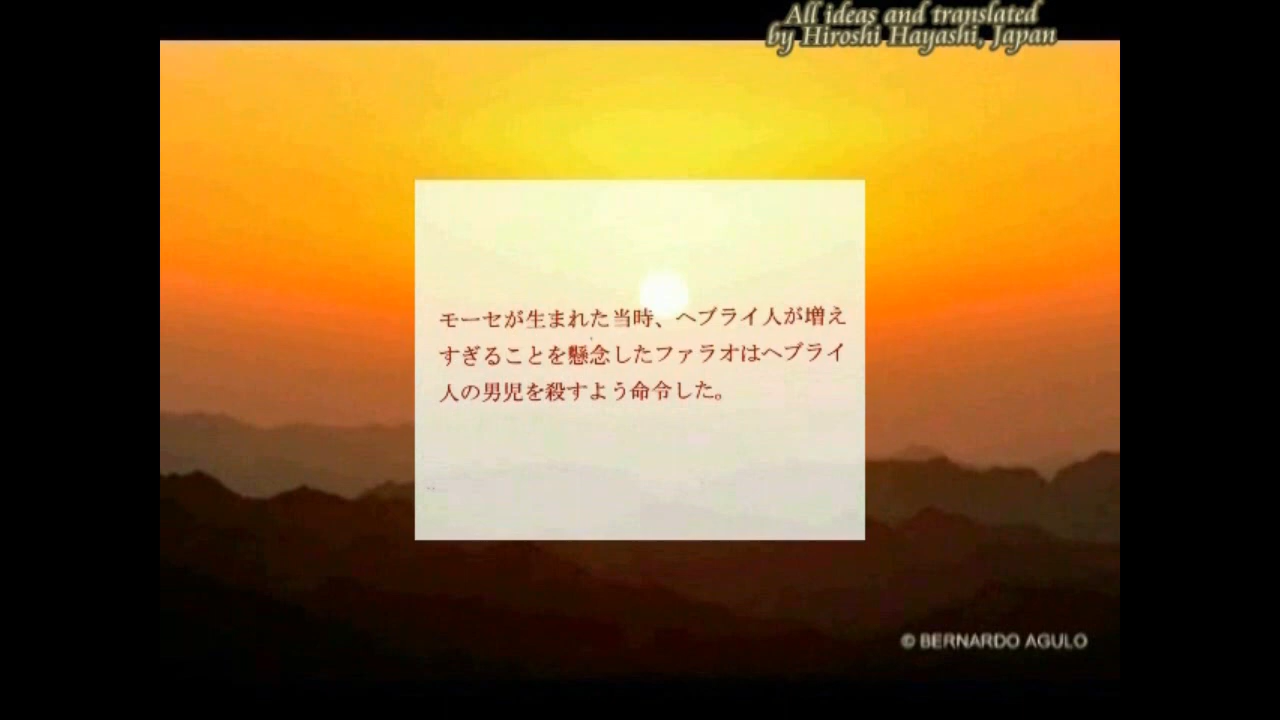 All ideas and translated
by Hiroshi Hayashi, Japan
モーセが生まれた当時、ヘブライ人が増え
すぎることを懸念したファラオはヘブライ
人の男児を殺すよう命令した。
© BERNARDO AGULO